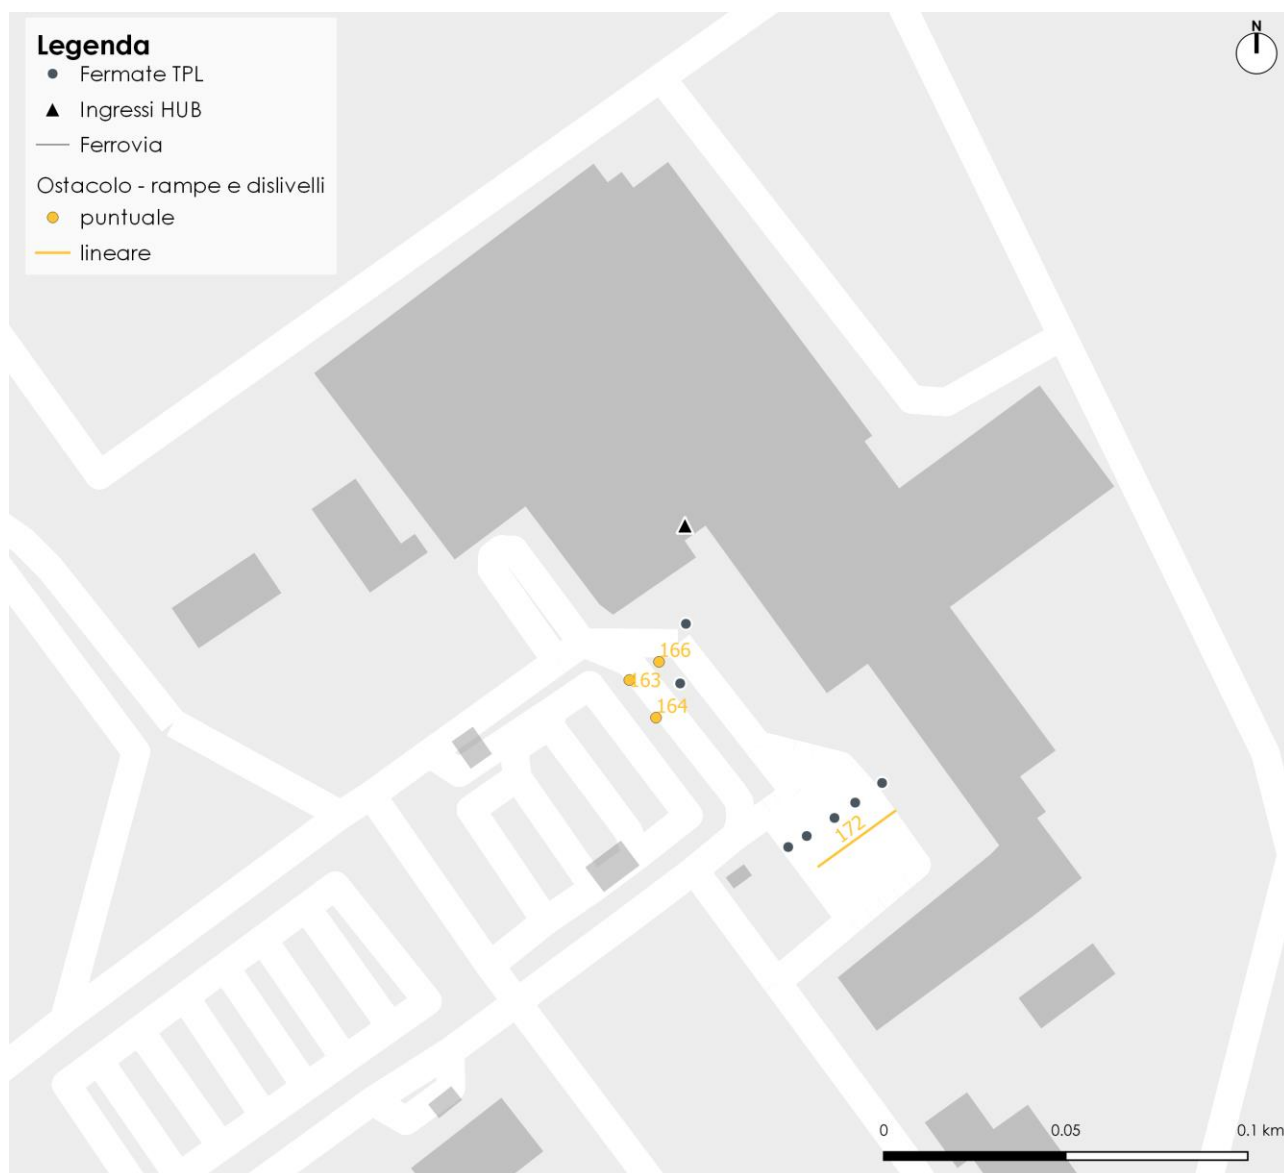 Legenda
Fermate TPL
Ingressi HUB
Ferrovia
Ostacolo - rampe e dislivelli
puntuale
lineare
N
166
163
164
172
0 0.05 0.1 km